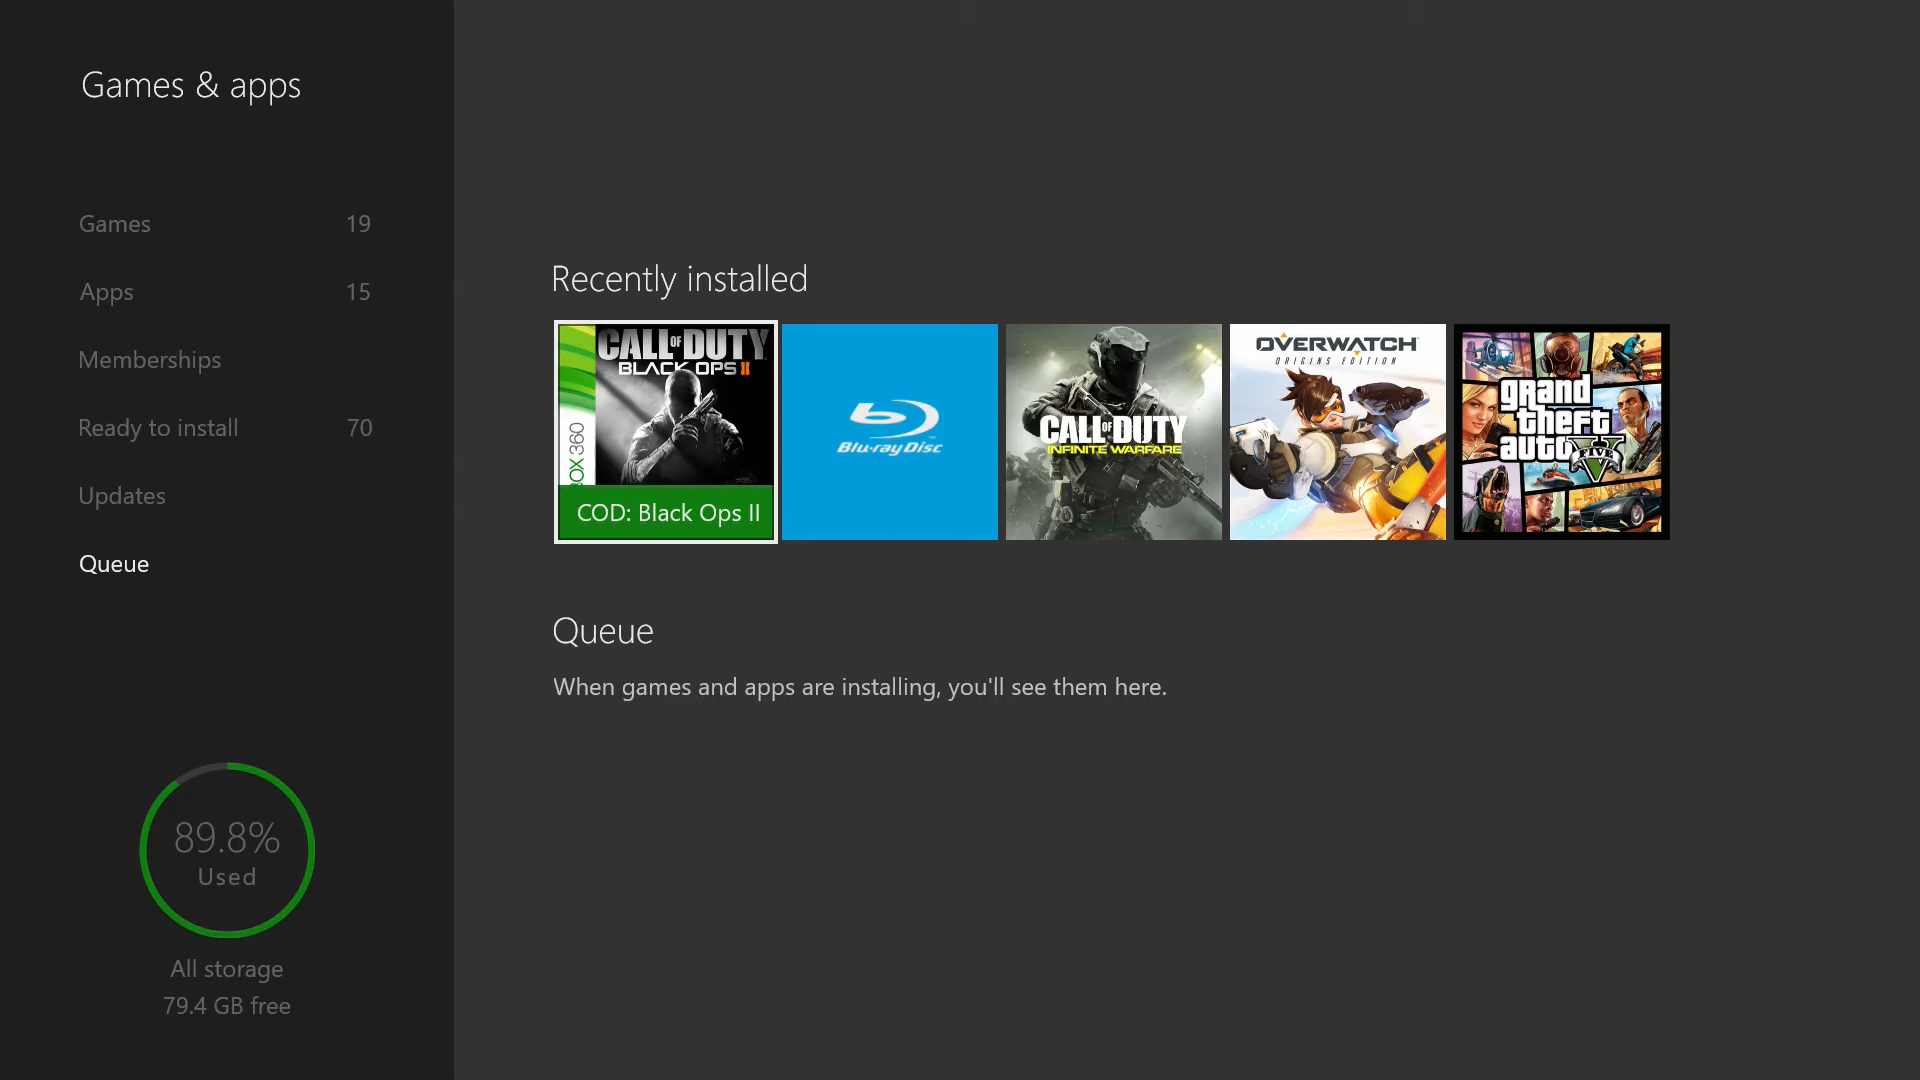 Games & apps
Games 19
Apps 15
Memberships
Ready to install 70
Updates
Queue
89.8%
Used
All storage
79.4 GB free
Recently installed
CALL OF DUTY
BLACK OPS II
XBOX 360
COD: Black Ops II
Blu-ray Disc
CALL OF DUTY
INFINITE WARFARE
OVERWATCH
ORIGINS EDITION
grand
theft
auto
V
FIVE
Queue
When games and apps are installing, you'll see them here.